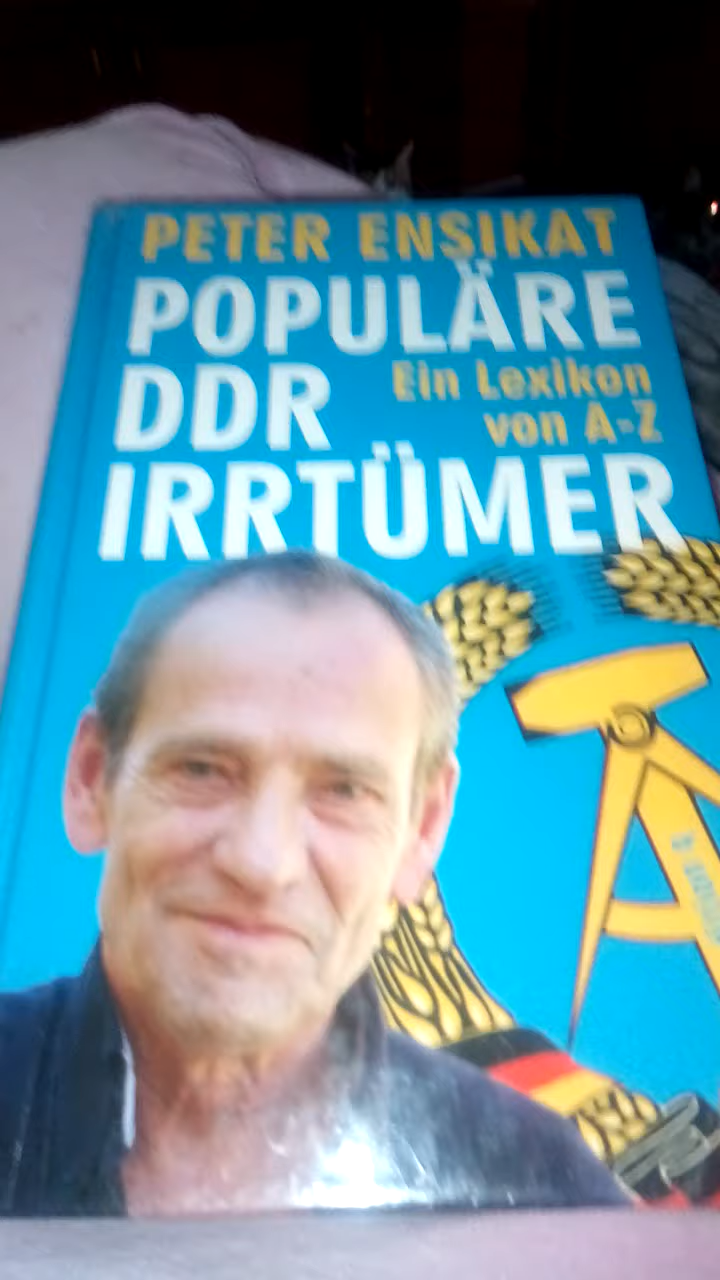 PETER ENSIKAT
POPULÄRE
DDR
Ein Lexikon
von A-Z
IRRTÜMER